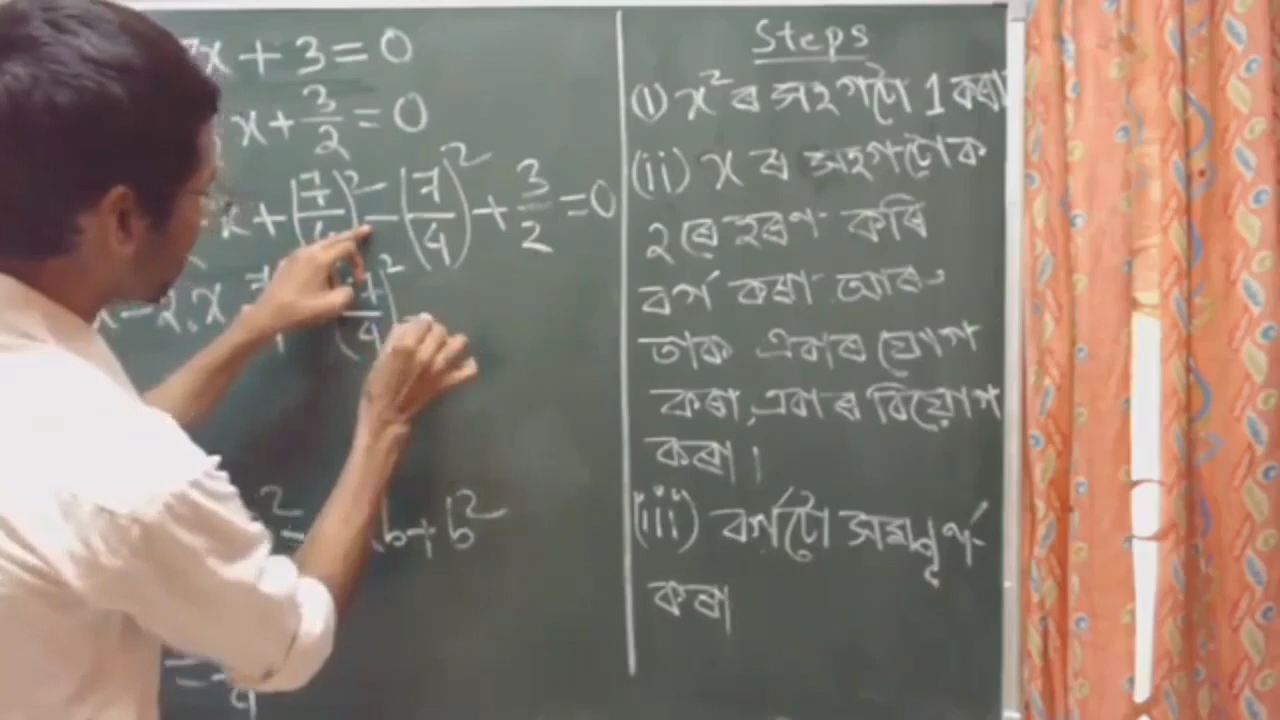 x + 3 = 0
x + 3/2 = 0
x + (7/4)² - (7/4)² + 3/2 = 0
- 2.x (7/4)²
b + b²
Steps
(i) x² ৰ সহগটো 1 কৰা
(ii) x ৰ সহগটোক
2 ৰে হৰণ কৰি
বৰ্গ কৰা আৰু
তাক এবাৰ যোগ
কৰা, এবাৰ বিয়োগ
কৰা।
(iii) বৰ্গটো সম্পূৰ্ণ
কৰা